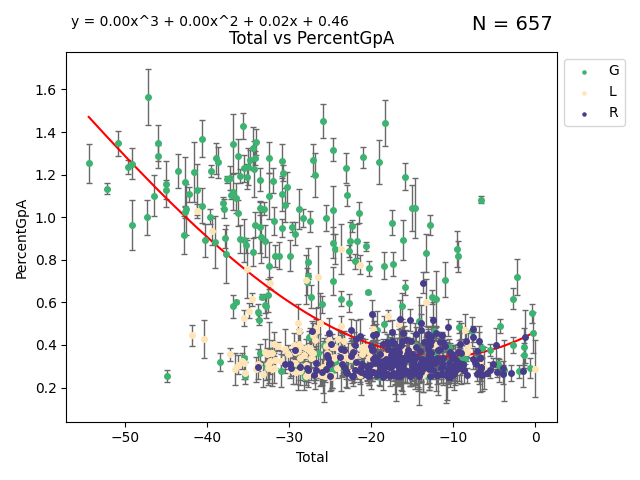 y = 0.00x^3 + 0.00x^2 + 0.02x + 0.46
N = 657
Total vs PercentGpA
G
L
R
PercentGpA
1.6
1.4
1.2
1.0
0.8
0.6
0.4
0.2
−50
−40
−30
−20
−10
0
Total